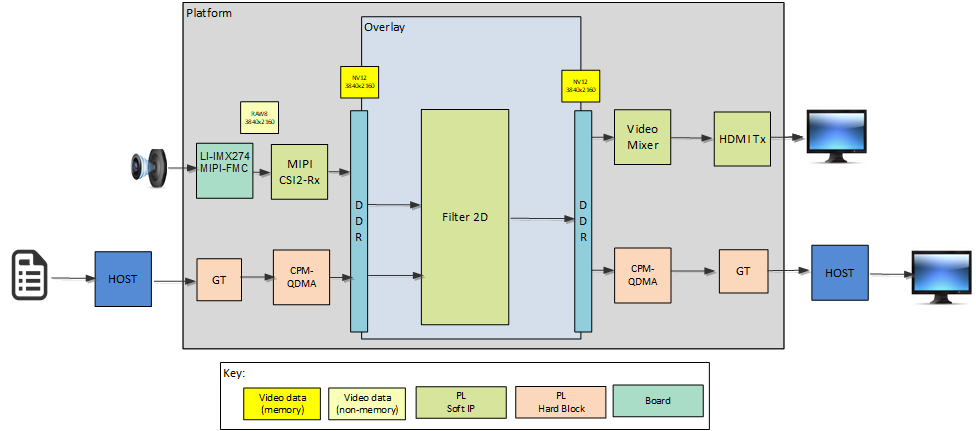 Platform
Overlay
NV12
3840x2160
NV12
3840x2160
RAW8
3840x2160
LI-IMX274
MIPI-FMC
MIPI
CSI2-Rx
D
D
R
Filter 2D
D
D
R
Video
Mixer
HDMI Tx
HOST
GT
CPM-
QDMA
CPM-
QDMA
GT
HOST
Key:
Video data
(memory)
Video data
(non-memory)
PL
Soft IP
PL
Hard Block
Board